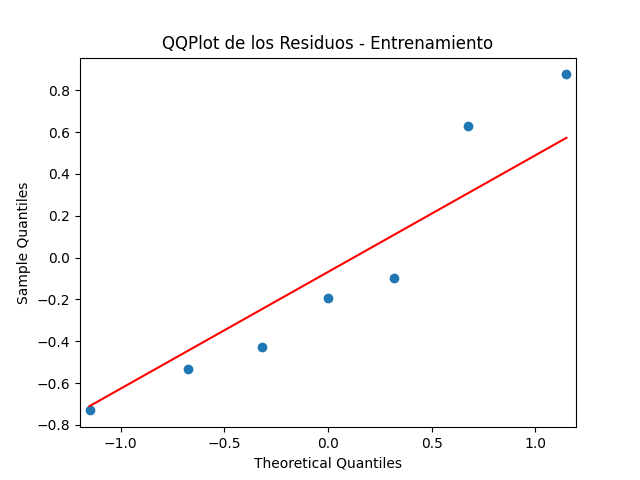 QQPlot de los Residuos - Entrenamiento
Sample Quantiles
0.8
0.6
0.4
0.2
0.0
−0.2
−0.4
−0.6
−0.8
−1.0 −0.5 0.0 0.5 1.0
Theoretical Quantiles